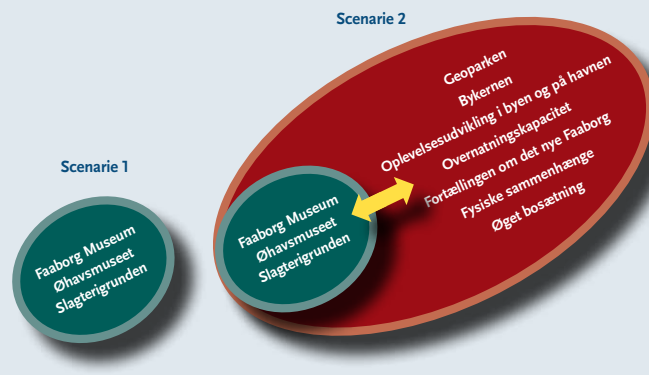 Scenarie 1
Faaborg Museum
Øhavsmuseet
Slagterigrunden
Scenarie 2
Faaborg Museum
Øhavsmuseet
Slagterigrunden
Geoparken
Bykernen
Oplevelsesudvikling i byen og på havnen
Overnatningskapacitet
Fortællingen om det nye Faaborg
Fysiske sammenhænge
Øget bosætning